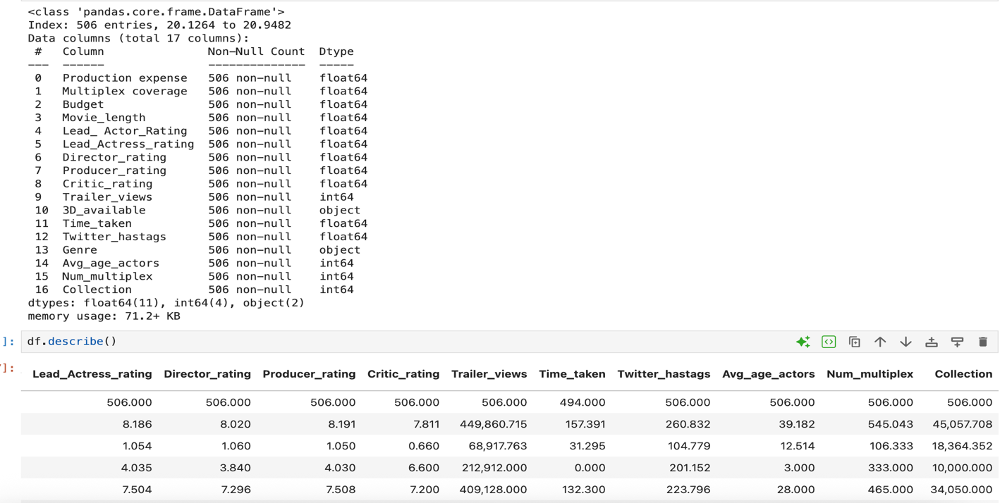 <class 'pandas.core.frame.DataFrame'>
Index: 506 entries, 20.1264 to 20.9482
Data columns (total 17 columns):
 #   Column               Non-Null Count  Dtype
---  ------               --------------  -----
 0   Production expense   506 non-null    float64
 1   Multiplex coverage   506 non-null    float64
 2   Budget               506 non-null    float64
 3   Movie_length         506 non-null    float64
 4   Lead_ Actor_Rating   506 non-null    float64
 5   Lead_Actress_rating  506 non-null    float64
 6   Director_rating      506 non-null    float64
 7   Producer_rating      506 non-null    float64
 8   Critic_rating        506 non-null    float64
 9   Trailer_views        506 non-null    int64
 10  3D_available         506 non-null    object
 11  Time_taken           506 non-null    float64
 12  Twitter_hastags      506 non-null    float64
 13  Genre                506 non-null    object
 14  Avg_age_actors       506 non-null    int64
 15  Num_multiplex        506 non-null    int64
 16  Collection           506 non-null    int64
dtypes: float64(11), int64(4), object(2)
memory usage: 71.2+ KB
]: df.describe()
]:
Lead_Actress_rating Director_rating Producer_rating Critic_rating Trailer_views Time_taken Twitter_hastags Avg_age_actors Num_multiplex Collection
506.000 506.000 506.000 506.000 506.000 494.000 506.000 506.000 506.000 506.000
8.186 8.020 8.191 7.811 449,860.715 157.391 260.832 39.182 545.043 45,057.708
1.054 1.060 1.050 0.660 68,917.763 31.295 104.779 12.514 106.333 18,364.352
4.035 3.840 4.030 6.600 212,912.000 0.000 201.152 3.000 333.000 10,000.000
7.504 7.296 7.508 7.200 409,128.000 132.300 223.796 28.000 465.000 34,050.000